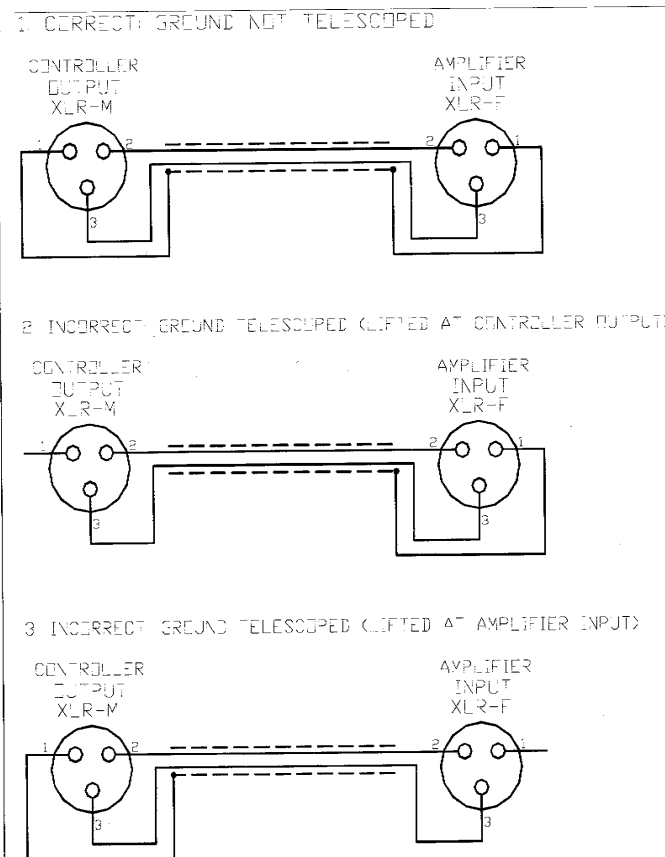 1. CORRECT: GROUND NOT TELESCOPED
CONTROLLER
OUTPUT
XLR-M
AMPLIFIER
INPUT
XLR-F
1
2
2
1
3
3
2 INCORRECT: GROUND TELESCOPED (LIFTED AT CONTROLLER OUTPUT)
CONTROLLER
OUTPUT
XLR-M
AMPLIFIER
INPUT
XLR-F
1
2
2
1
3
3
3 INCORRECT GROUND TELESCOPED (LIFTED AT AMPLIFIER INPUT)
CONTROLLER
OUTPUT
XLR-M
AMPLIFIER
INPUT
XLR-F
1
2
2
1
3
3